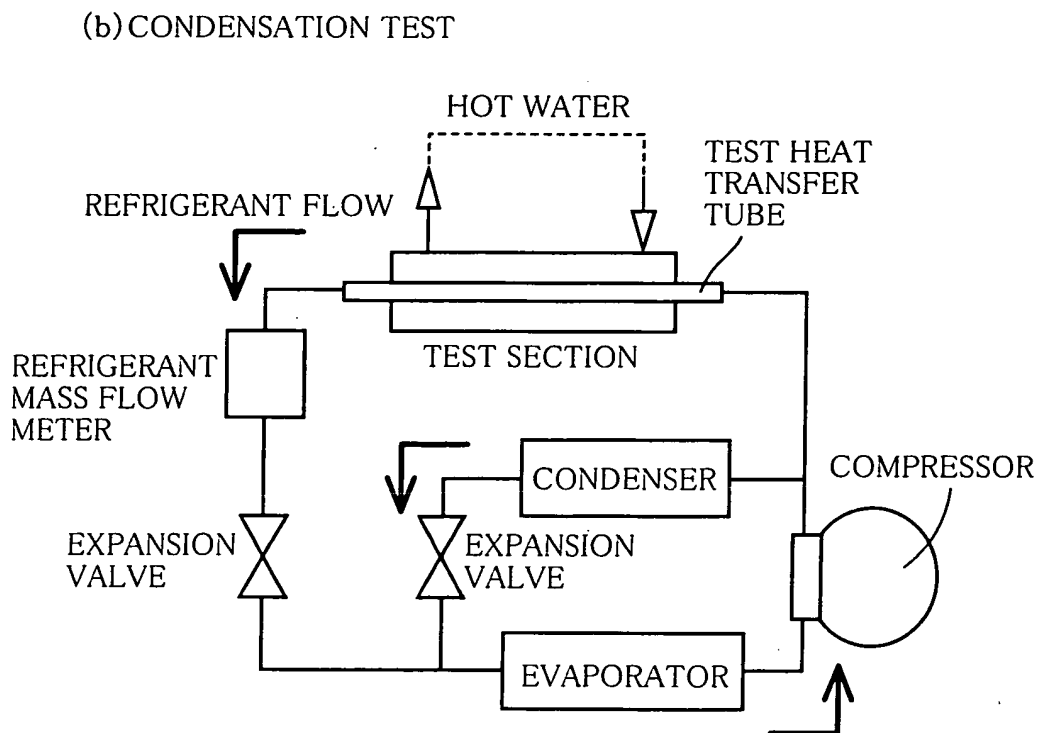 (b) CONDENSATION TEST
HOT WATER
TEST HEAT
TRANSFER
TUBE
REFRIGERANT FLOW
TEST SECTION
REFRIGERANT
MASS FLOW
METER
CONDENSER
COMPRESSOR
EXPANSION
VALVE
EXPANSION
VALVE
EVAPORATOR